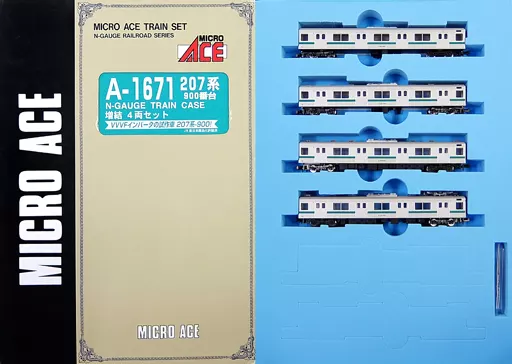 MICRO ACE
MICRO ACE TRAIN SET
N-GAUGE RAILROAD SERIES
MICRO
ACE
A-1671 207系
900番台
N-GAUGE TRAIN CASE
増結 4両セット
VVVFインバータの試作車 207系-900!
MICRO ACE